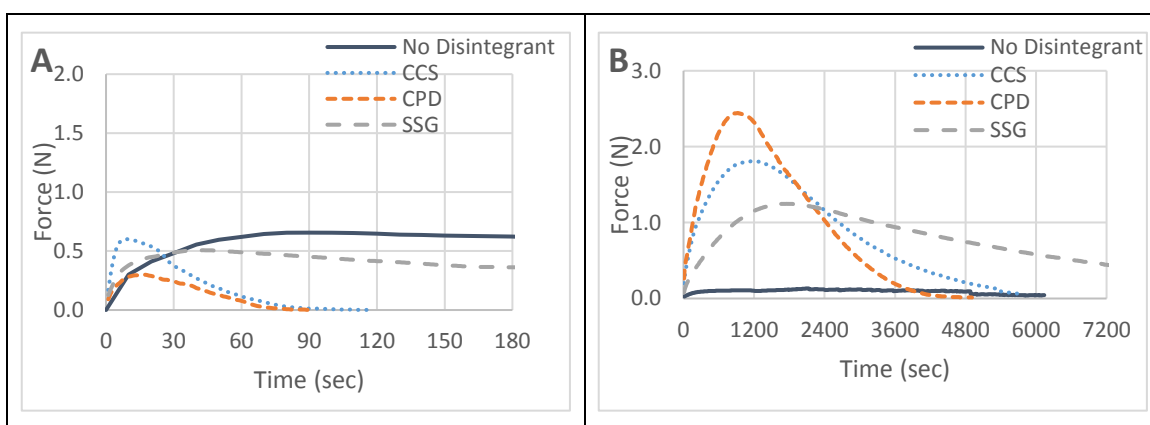 A
No Disintegrant
CCS
CPD
SSG
Force (N)
2.0
1.5
1.0
0.5
0.0
0 30 60 90 120 150 180
Time (sec)
B
No Disintegrant
CCS
CPD
SSG
Force (N)
3.0
2.0
1.0
0.0
0 1200 2400 3600 4800 6000 7200
Time (sec)